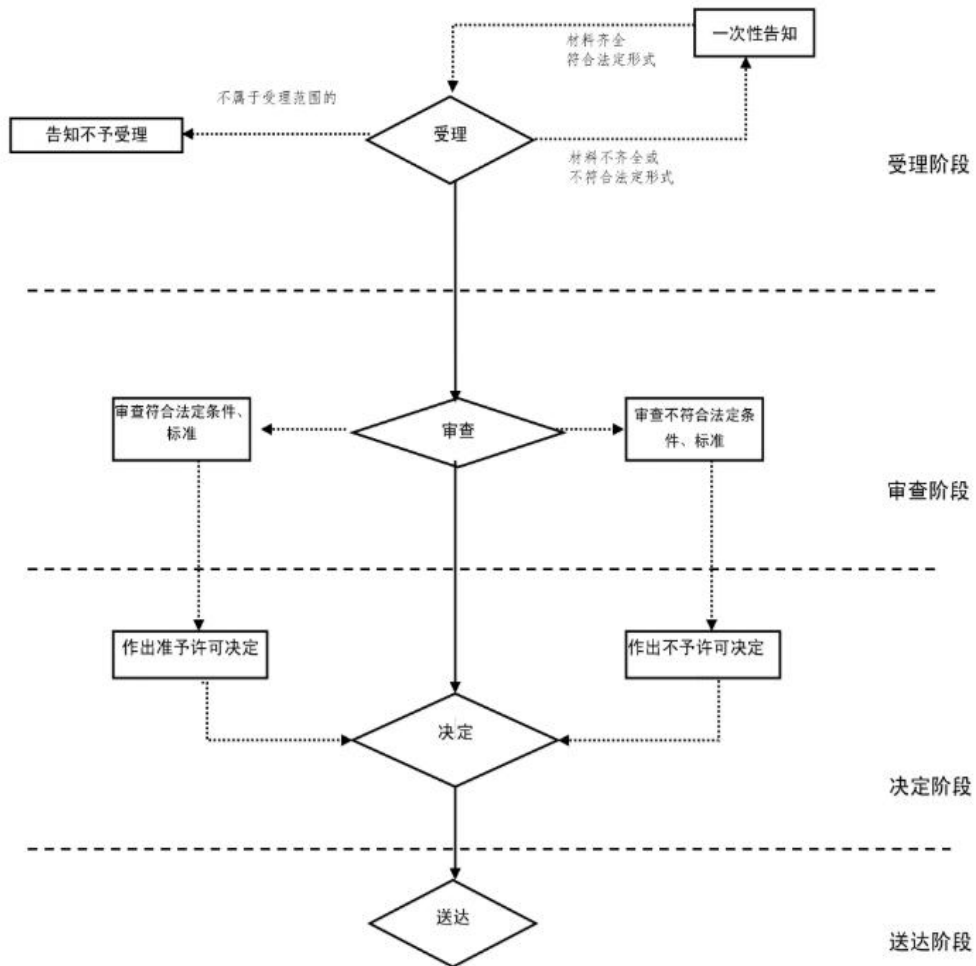 一次性告知
材料齐全
符合法定形式
不属于受理范围的
告知不予受理
受理
材料不齐全或
不符合法定形式
受理阶段
审查符合法定条件、
标准
审查
审查不符合法定条
件、标准
审查阶段
作出准予许可决定
作出不予许可决定
决定
决定阶段
送达
送达阶段